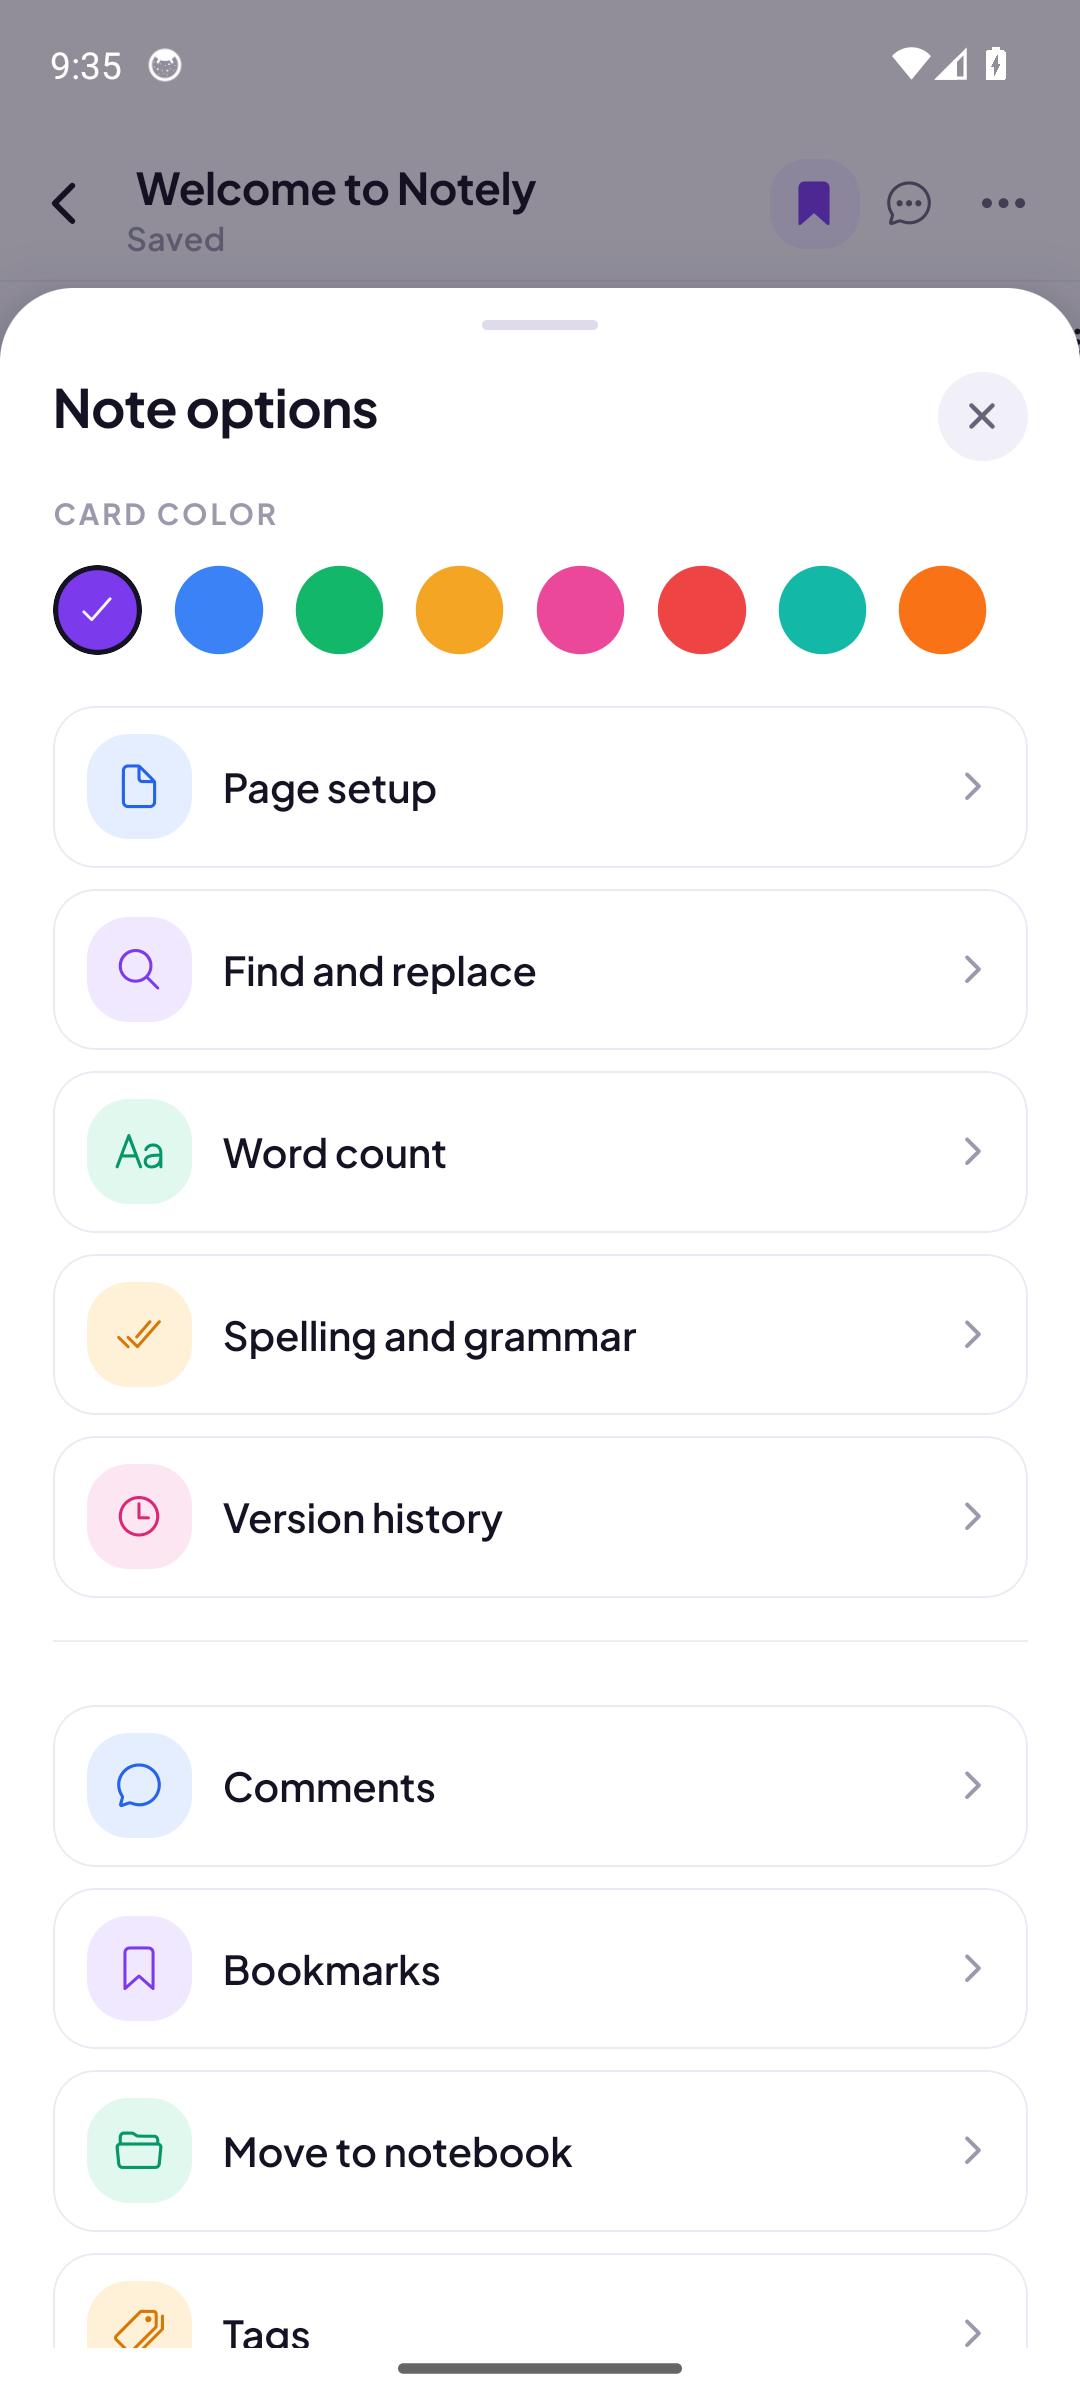 9:35
Welcome to Notely
Saved
Note options
CARD COLOR
Page setup
Find and replace
Aa
Word count
Spelling and grammar
Version history
Comments
Bookmarks
Move to notebook
Tags